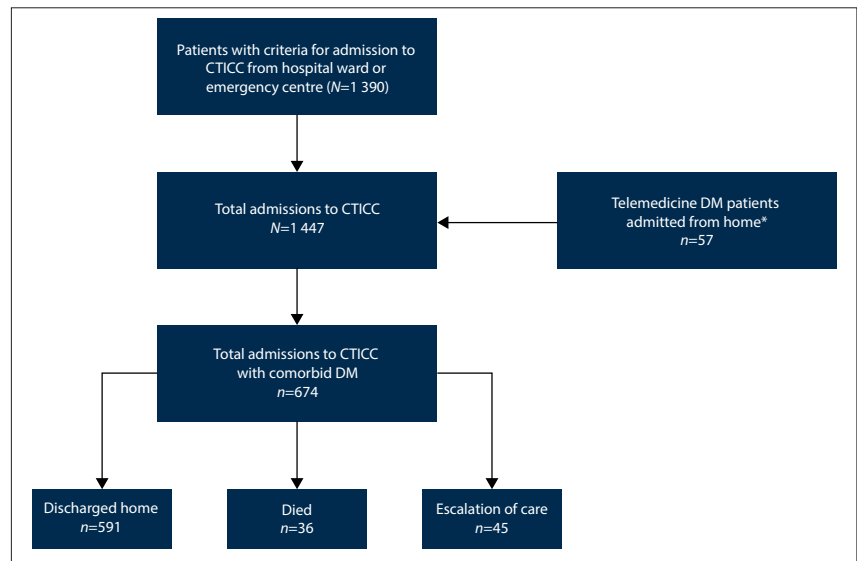 Patients with criteria for admission to
CTICC from hospital ward or
emergency centre (N=1 390)
Total admissions to CTICC
N=1 447
Telemedicine DM patients
admitted from home*
n=57
Total admissions to CTICC
with comorbid DM
n=674
Discharged home
n=591
Died
n=36
Escalation of care
n=45